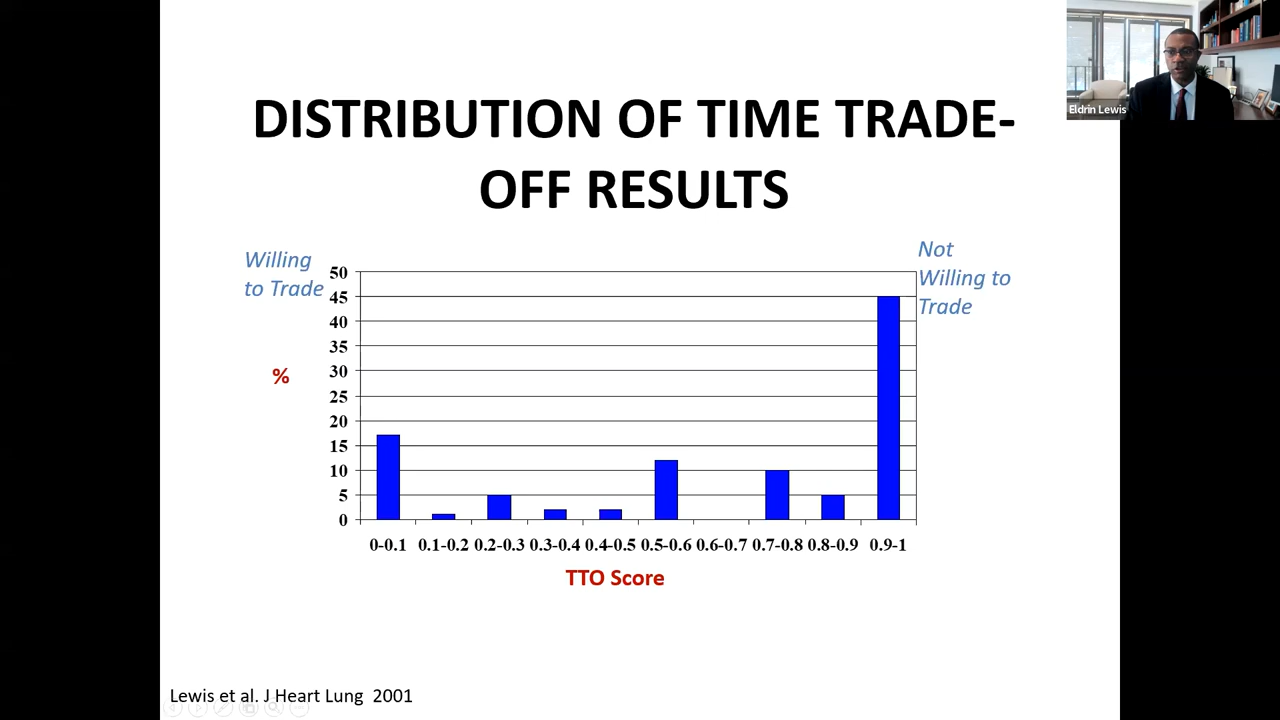 Eldrin Lewis
DISTRIBUTION OF TIME TRADE-
OFF RESULTS
Willing
to Trade
Not
Willing to
Trade
50
45
40
35
30
25
20
15
10
5
0
%
0-0.1 0.1-0.2 0.2-0.3 0.3-0.4 0.4-0.5 0.5-0.6 0.6-0.7 0.7-0.8 0.8-0.9 0.9-1
TTO Score
Lewis et al. J Heart Lung 2001